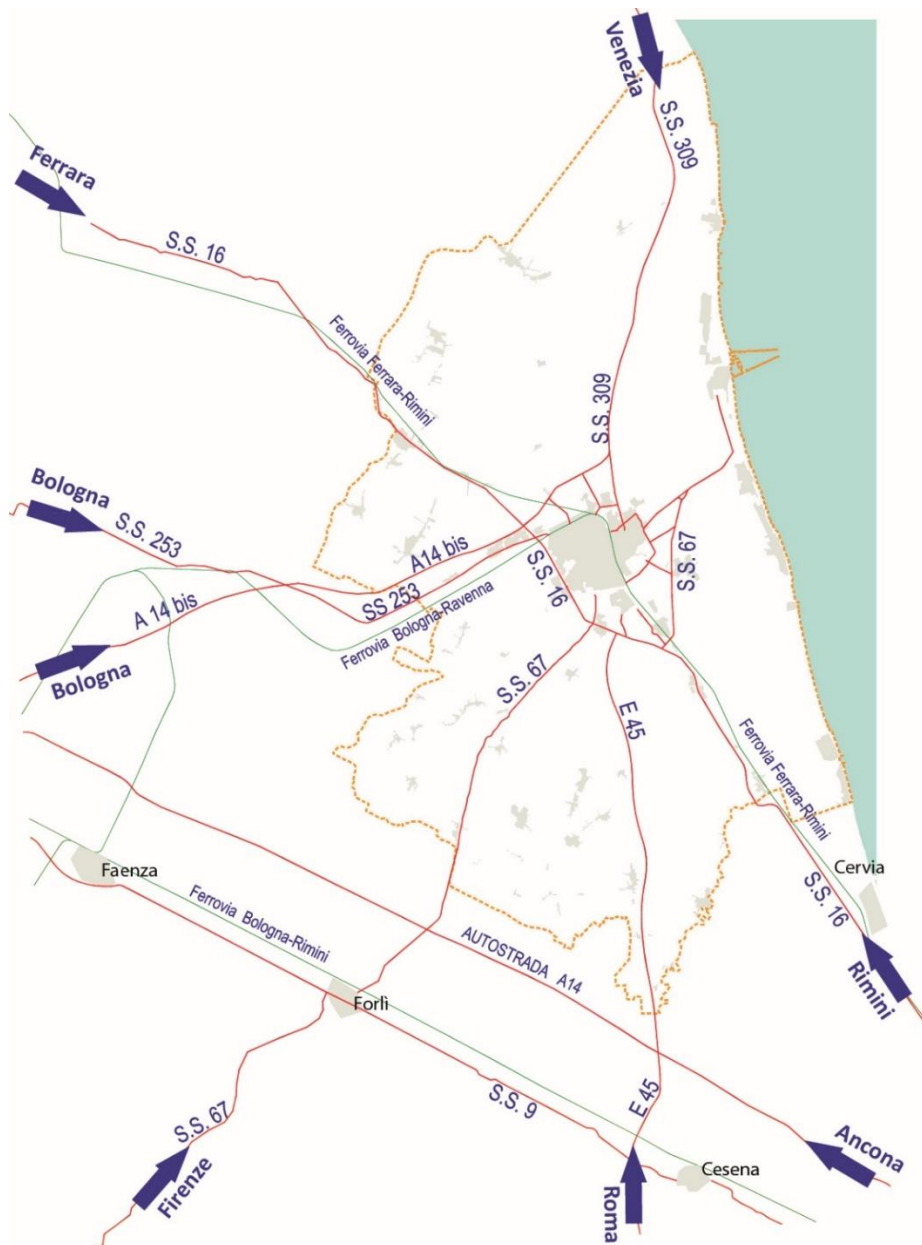 Venezia
S.S. 309
Ferrara
S.S. 16
Ferrovia Ferrara-Rimini
S.S. 309
Bologna
S.S. 253
A14 bis
S.S. 67
S.S. 16
SS 253
A 14 bis
Ferrovia Bologna-Ravenna
Bologna
S.S. 67
E 45
Ferrovia Ferrara-Rimini
Faenza
Cervia
Ferrovia Bologna-Rimini
S.S. 16
AUTOSTRADA A14
Rimini
Forlì
S.S. 9
E 45
S.S. 67
Ancona
Cesena
Firenze
Roma